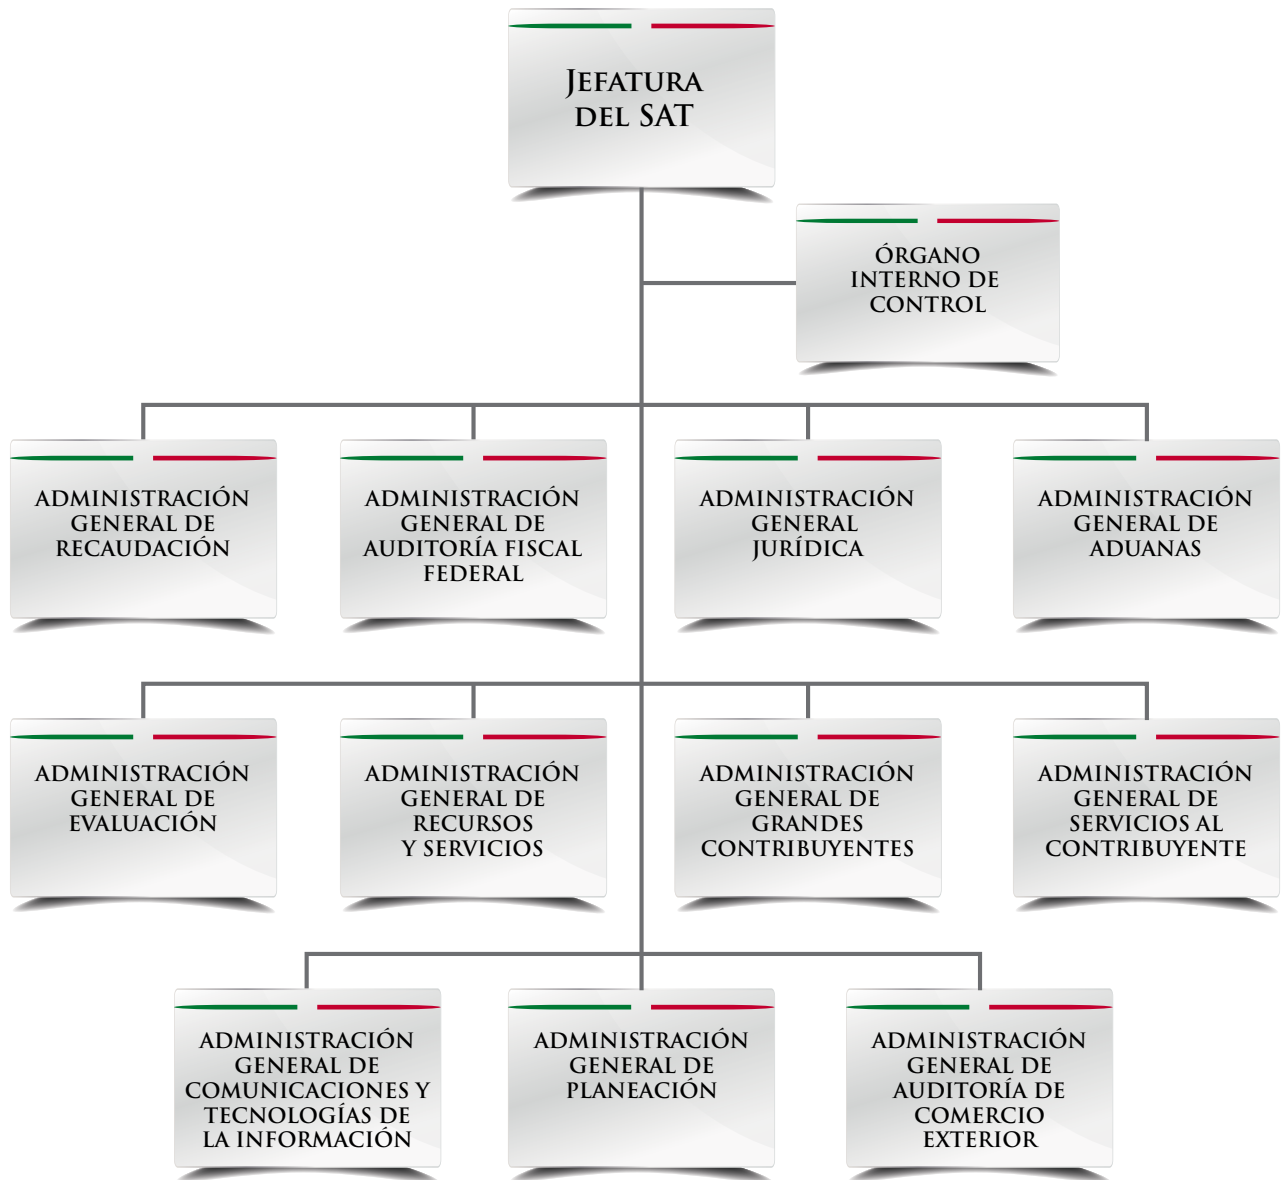 JEFATURA
DEL SAT
ÓRGANO
INTERNO DE
CONTROL
ADMINISTRACIÓN
GENERAL DE
RECAUDACIÓN
ADMINISTRACIÓN
GENERAL DE
AUDITORÍA FISCAL
FEDERAL
ADMINISTRACIÓN
GENERAL
JURÍDICA
ADMINISTRACIÓN
GENERAL DE
ADUANAS
ADMINISTRACIÓN
GENERAL DE
EVALUACIÓN
ADMINISTRACIÓN
GENERAL DE
RECURSOS
Y SERVICIOS
ADMINISTRACIÓN
GENERAL DE
GRANDES
CONTRIBUYENTES
ADMINISTRACIÓN
GENERAL DE
SERVICIOS AL
CONTRIBUYENTE
ADMINISTRACIÓN
GENERAL DE
COMUNICACIONES Y
TECNOLOGÍAS DE
LA INFORMACIÓN
ADMINISTRACIÓN
GENERAL DE
PLANEACIÓN
ADMINISTRACIÓN
GENERAL DE
AUDITORÍA DE
COMERCIO
EXTERIOR